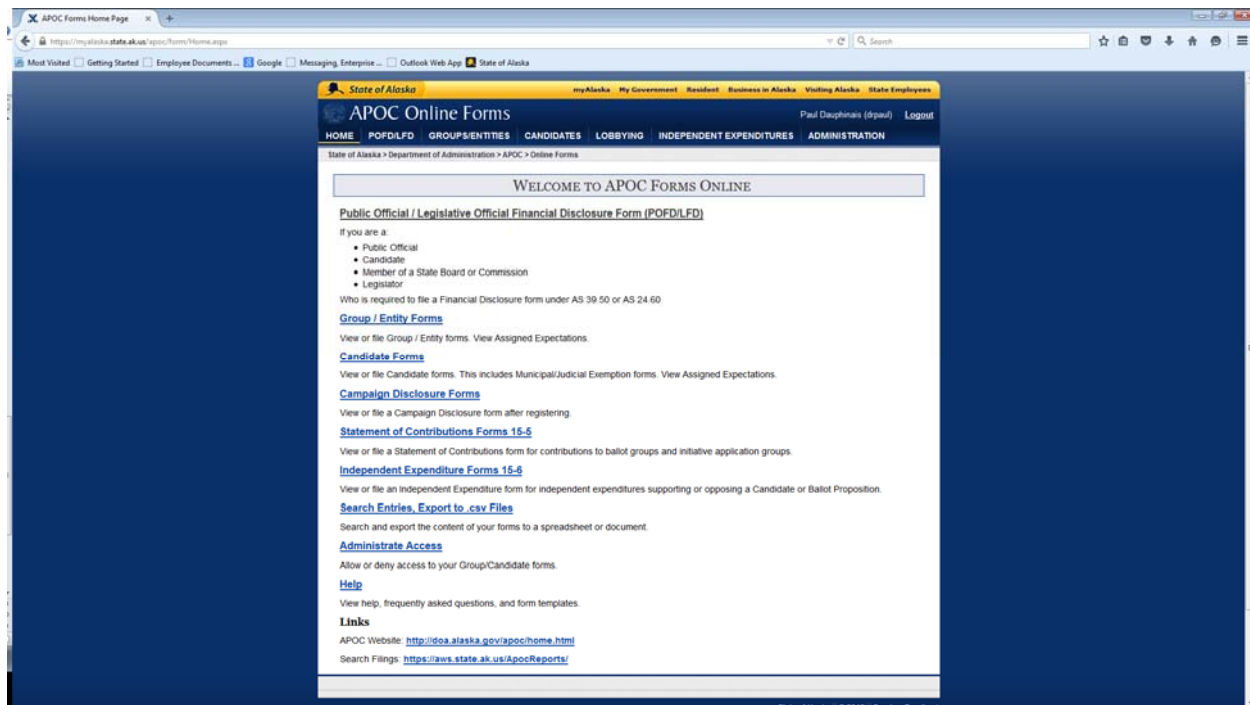 APOC Forms Home Page
https://myalaska.state.ak.us/apoc/form/Home.aspx
Search
Most Visited Getting Started Employee Documents ... Google Messaging, Enterprise ... Outlook Web App State of Alaska
State of Alaska
myAlaska My Government Resident Business in Alaska Visiting Alaska State Employees
APOC Online Forms
Paul Dauphinais (drpaul) Logout
HOME POFD/LFD GROUPS/ENTITIES CANDIDATES LOBBYING INDEPENDENT EXPENDITURES ADMINISTRATION
State of Alaska > Department of Administration > APOC > Online Forms
WELCOME TO APOC FORMS ONLINE
Public Official / Legislative Official Financial Disclosure Form (POFD/LFD)
If you are a:
• Public Official
• Candidate
• Member of a State Board or Commission
• Legislator
Who is required to file a Financial Disclosure form under AS 39.50 or AS 24.60
Group / Entity Forms
View or file Group / Entity forms. View Assigned Expectations.
Candidate Forms
View or file Candidate forms. This includes Municipal/Judicial Exemption forms. View Assigned Expectations.
Campaign Disclosure Forms
View or file a Campaign Disclosure form after registering.
Statement of Contributions Forms 15-5
View or file a Statement of Contributions form for contributions to ballot groups and initiative application groups.
Independent Expenditure Forms 15-6
View or file an Independent Expenditure form for independent expenditures supporting or opposing a Candidate or Ballot Proposition.
Search Entries, Export to .csv Files
Search and export the content of your forms to a spreadsheet or document.
Administrate Access
Allow or deny access to your Group/Candidate forms.
Help
View help, frequently asked questions, and form templates.
Links
APOC Website: http://doa.alaska.gov/apoc/home.html
Search Filings: https://aws.state.ak.us/ApocReports/